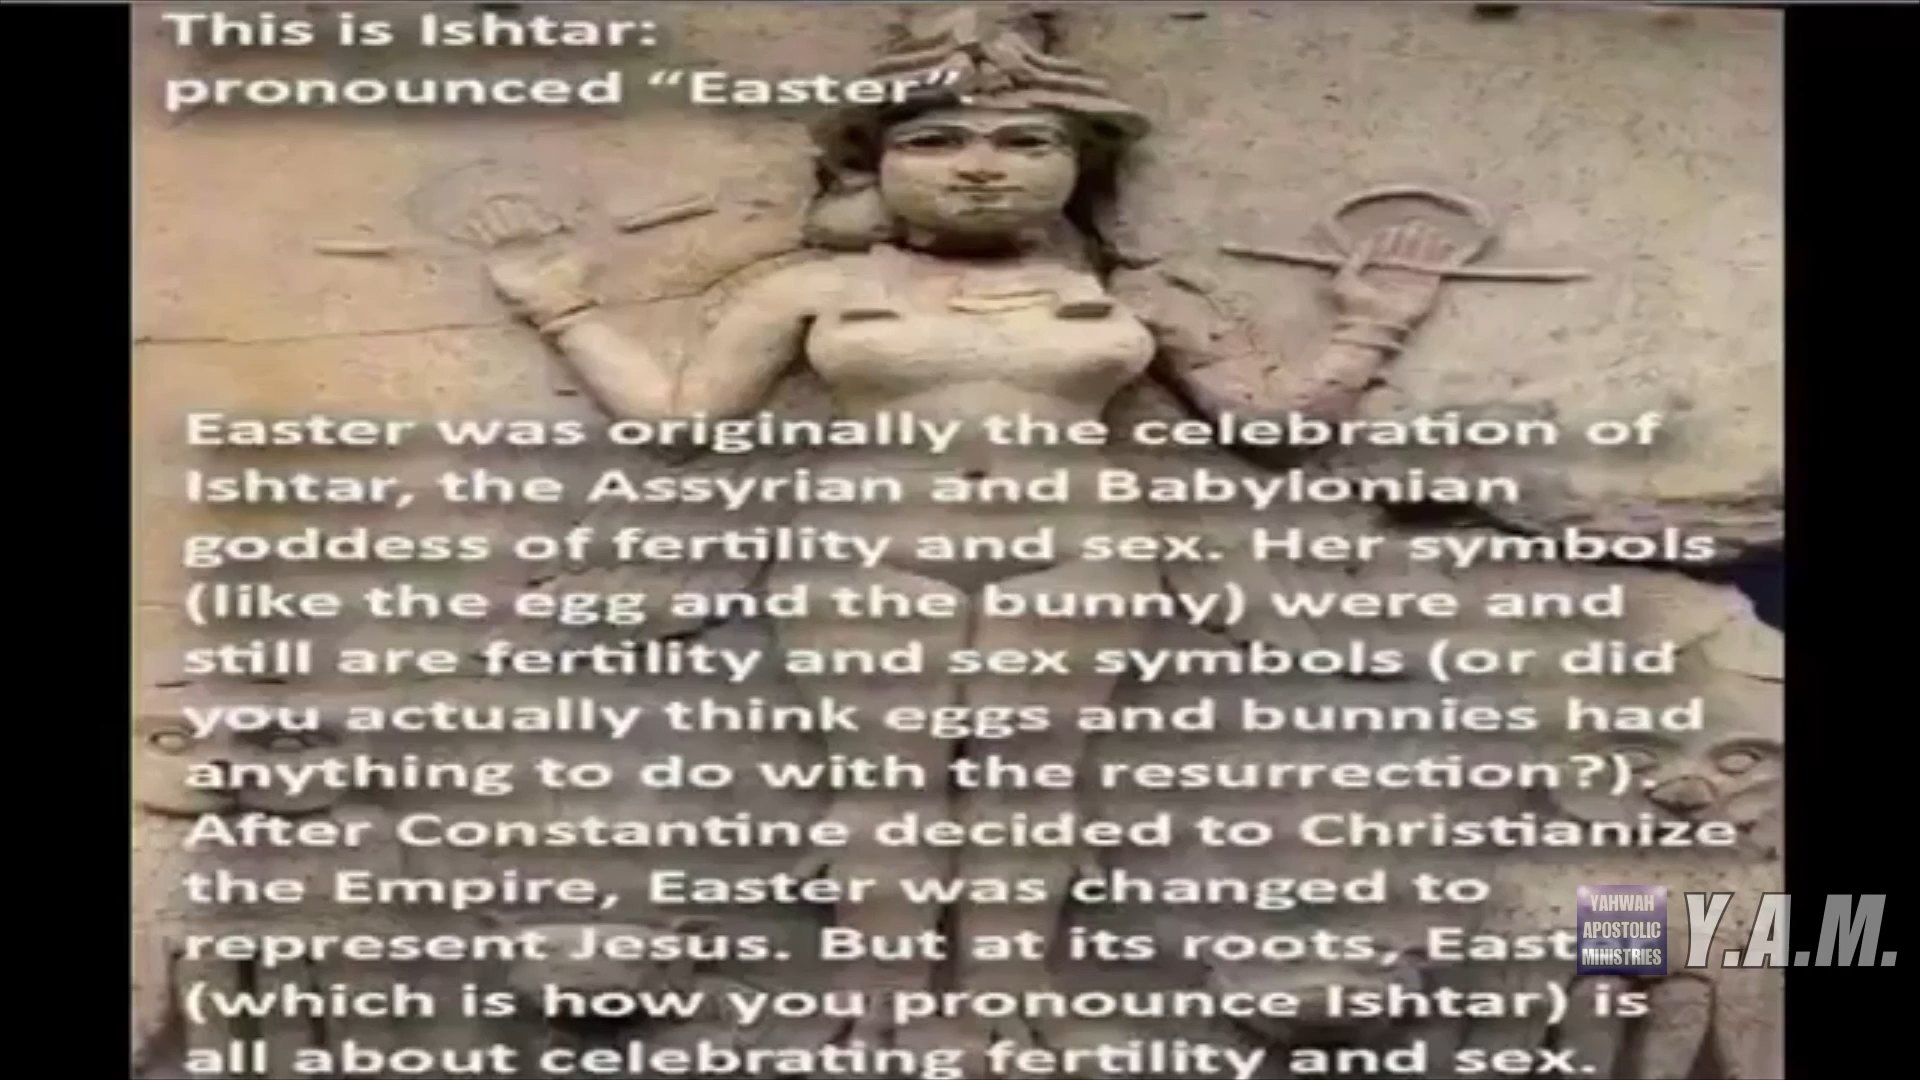 This is Ishtar:
pronounced “Easter”.
Easter was originally the celebration of
Ishtar, the Assyrian and Babylonian
goddess of fertility and sex. Her symbols
(like the egg and the bunny) were and
still are fertility and sex symbols (or did
you actually think eggs and bunnies had
anything to do with the resurrection?).
After Constantine decided to Christianize
the Empire, Easter was changed to
represent Jesus. But at its roots, East
(which is how you pronounce Ishtar) is
all about celebrating fertility and sex.
YAHWAH
APOSTOLIC
MINISTRIES
Y.A.M.